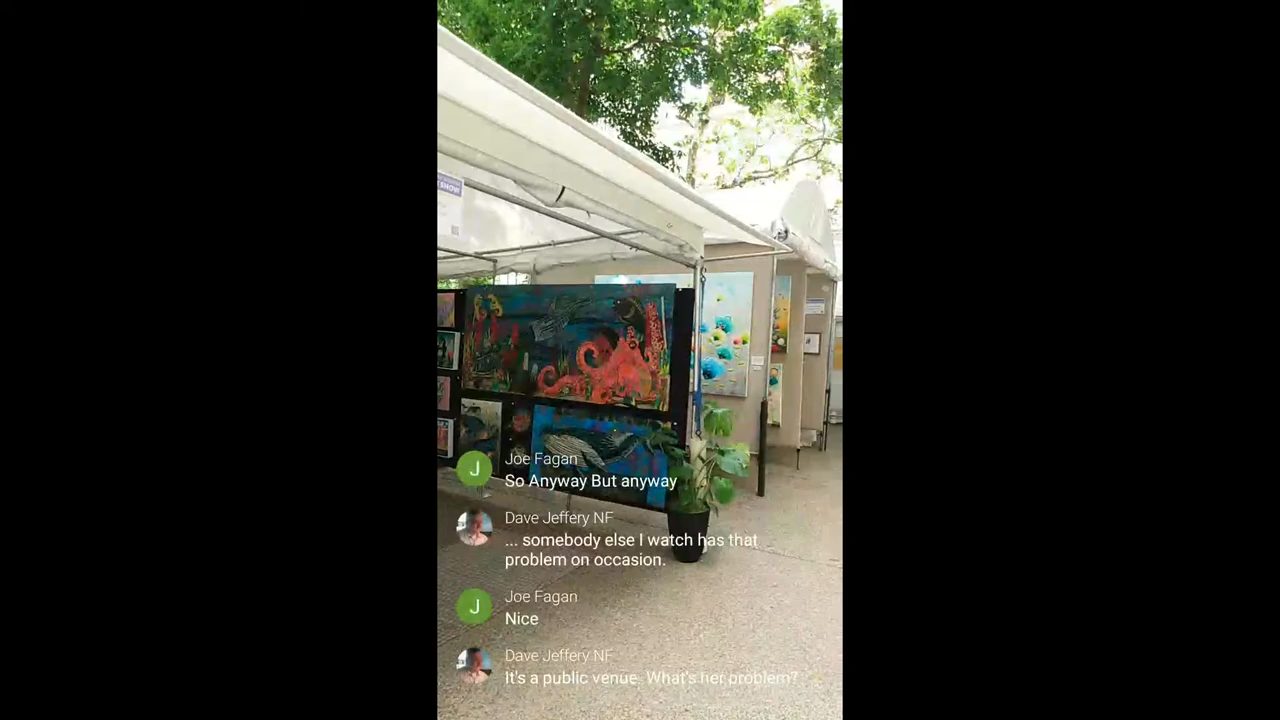 SHOW
Joe Fagan
So Anyway But anyway
Dave Jeffery NF
... somebody else I watch has that
problem on occasion.
Joe Fagan
Nice
Dave Jeffery NF
It's a public venue. What's her problem?